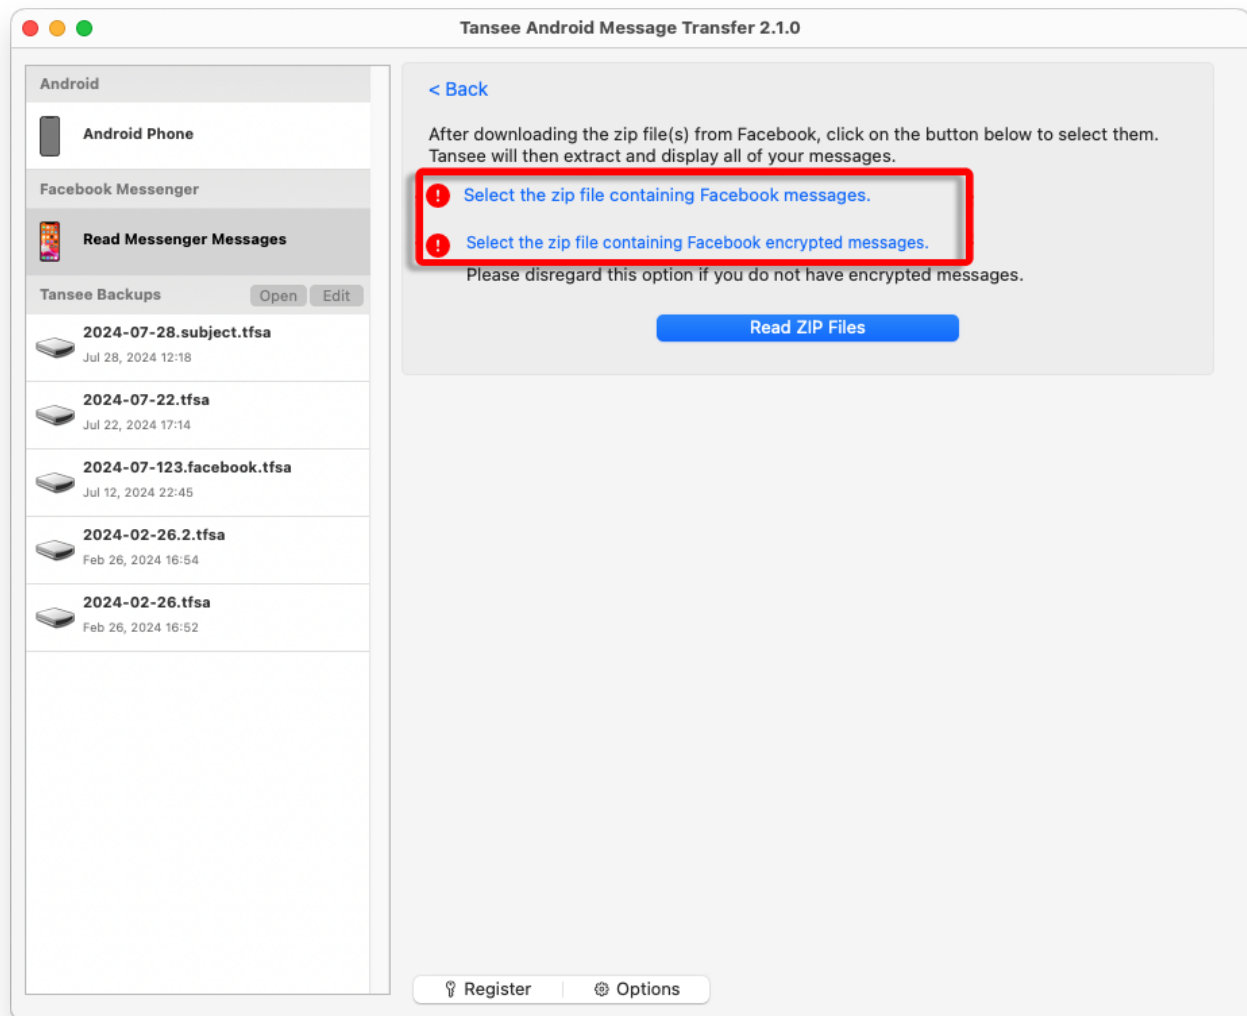 Tansee Android Message Transfer 2.1.0
Android
Android Phone
Facebook Messenger
Read Messenger Messages
Tansee Backups
Open
Edit
2024-07-28.subject.tfsa
Jul 28, 2024 12:18
2024-07-22.tfsa
Jul 22, 2024 17:14
2024-07-123.facebook.tfsa
Jul 12, 2024 22:45
2024-02-26.2.tfsa
Feb 26, 2024 16:54
2024-02-26.tfsa
Feb 26, 2024 16:52
< Back
After downloading the zip file(s) from Facebook, click on the button below to select them.
Tansee will then extract and display all of your messages.
Select the zip file containing Facebook messages.
Select the zip file containing Facebook encrypted messages.
Please disregard this option if you do not have encrypted messages.
Read ZIP Files
Register
Options